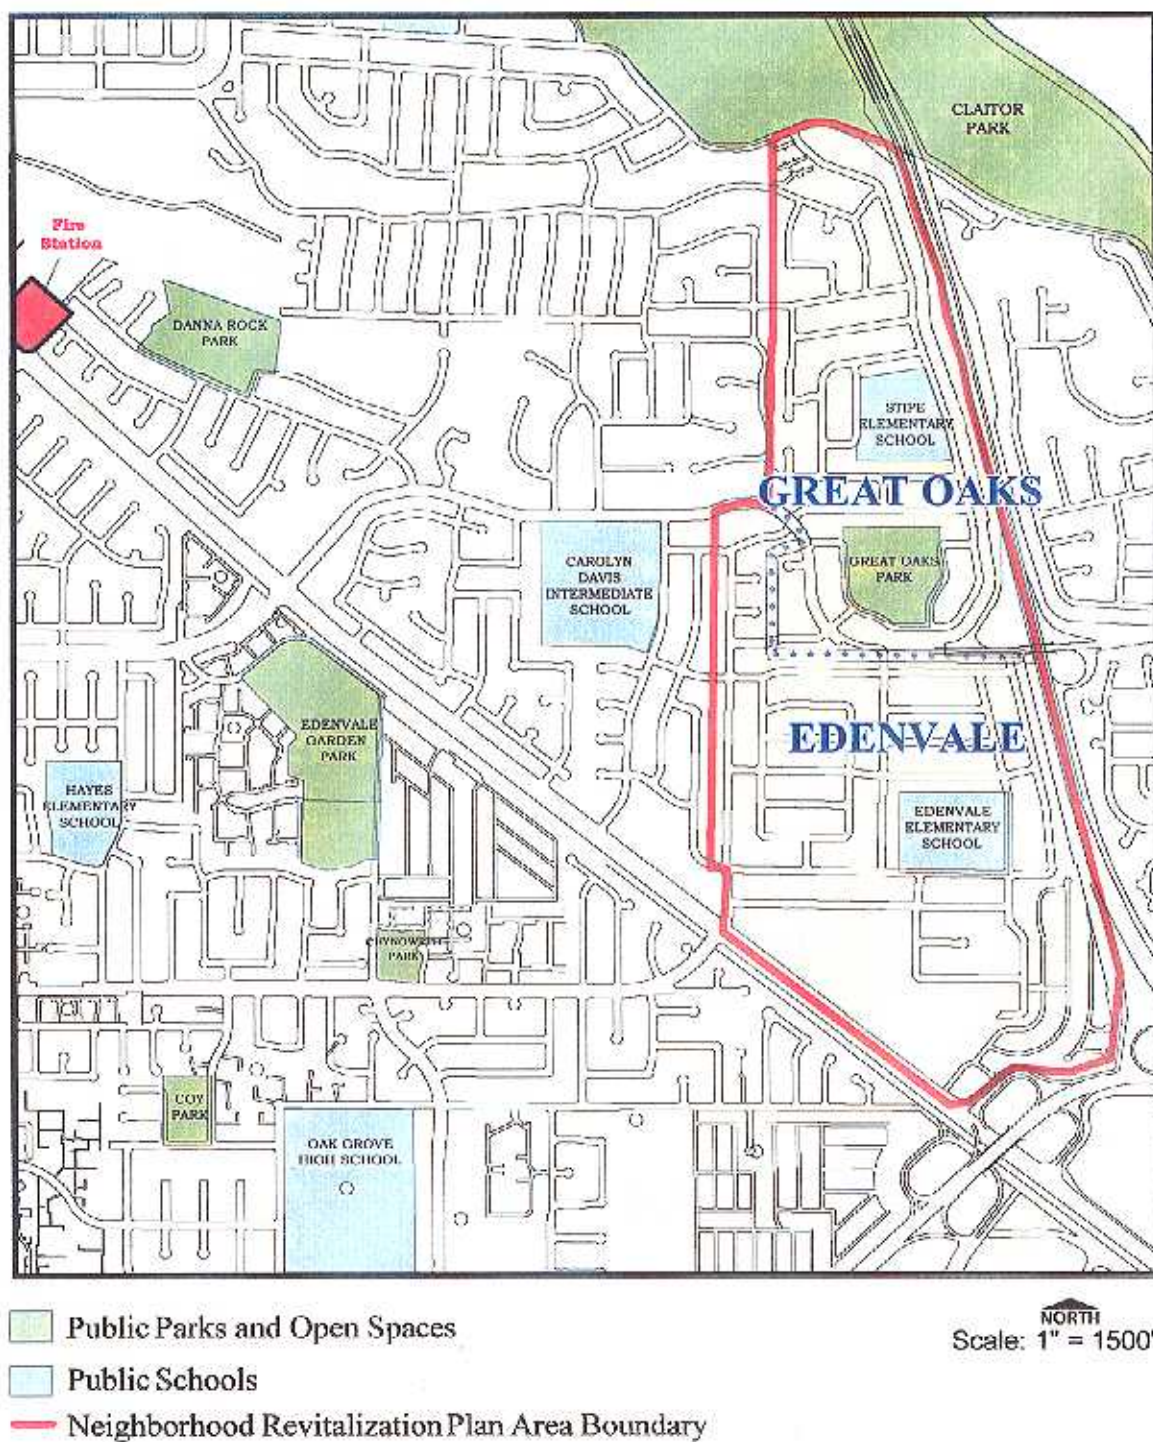 CLAITOR
PARK
Fire
Station
DANNA ROCK
PARK
STIPE
ELEMENTARY
SCHOOL
GREAT OAKS
CAROLYN
DAVIS
INTERMEDIATE
SCHOOL
GREAT OAKS
PARK
EDENVALE
GARDEN
PARK
EDENVALE
HAYES
ELEMENTARY
SCHOOL
EDENVALE
ELEMENTARY
SCHOOL
CHYNOWETH
PARK
COY
PARK
OAK GROVE
HIGH SCHOOL
Public Parks and Open Spaces
NORTH
Scale: 1" = 1500'
Public Schools
Neighborhood Revitalization Plan Area Boundary